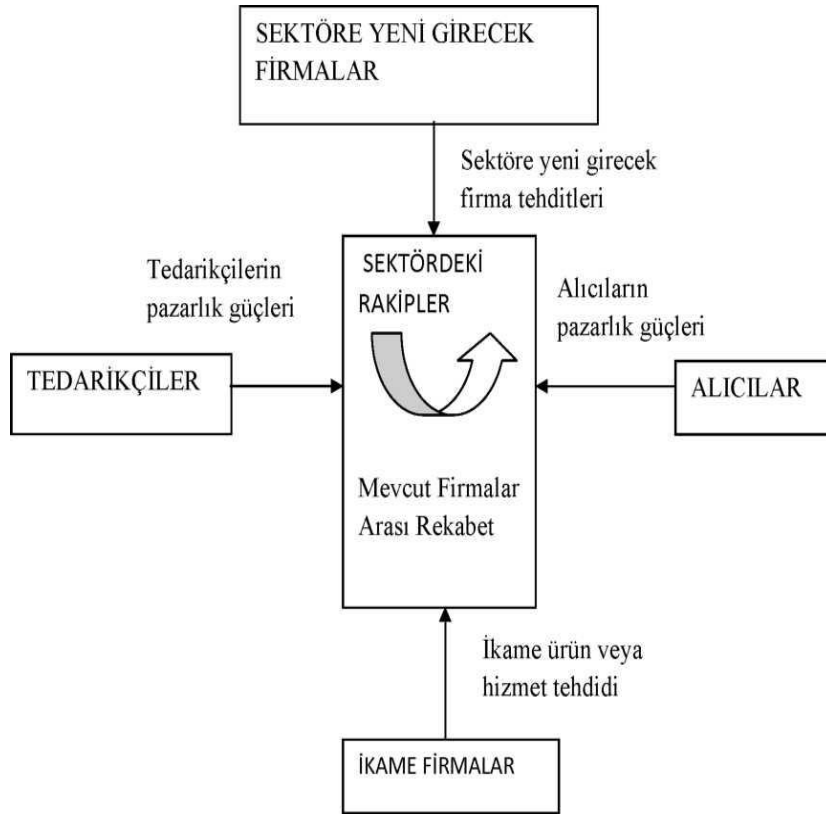 SEKTÖRE YENİ GİRECEK
FİRMALAR
Sektöre yeni girecek
firma tehditleri
Tedarikçilerin
pazarlık güçleri
SEKTÖRDEKİ
RAKİPLER
Alıcıların
pazarlık güçleri
TEDARİKÇİLER
ALICILAR
Mevcut Firmalar
Arası Rekabet
İkame ürün veya
hizmet tehdidi
İKAME FİRMALAR